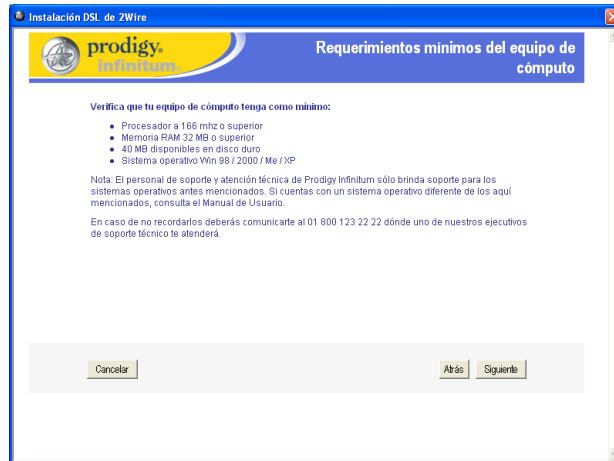 Instalación DSL de 2Wire
prodigy.
infinitum.
Requerimientos mínimos del equipo de
cómputo
Verifica que tu equipo de cómputo tenga como mínimo:
Procesador a 166 mhz o superior
Memoria RAM 32 MB o superior
40 MB disponibles en disco duro
Sistema operativo Win 98 / 2000 / Me / XP
Nota: El personal de soporte y atención técnica de Prodigy Infinitum sólo brinda soporte para los
sistemas operativos antes mencionados. Si cuentas con un sistema operativo diferente de los aquí
mencionados, consulta el Manual de Usuario.
En caso de no recordarlos deberás comunicarte al 01 800 123 22 22 dónde uno de nuestros ejecutivos
de soporte técnico te atenderá.
Cancelar
Atrás
Siguiente